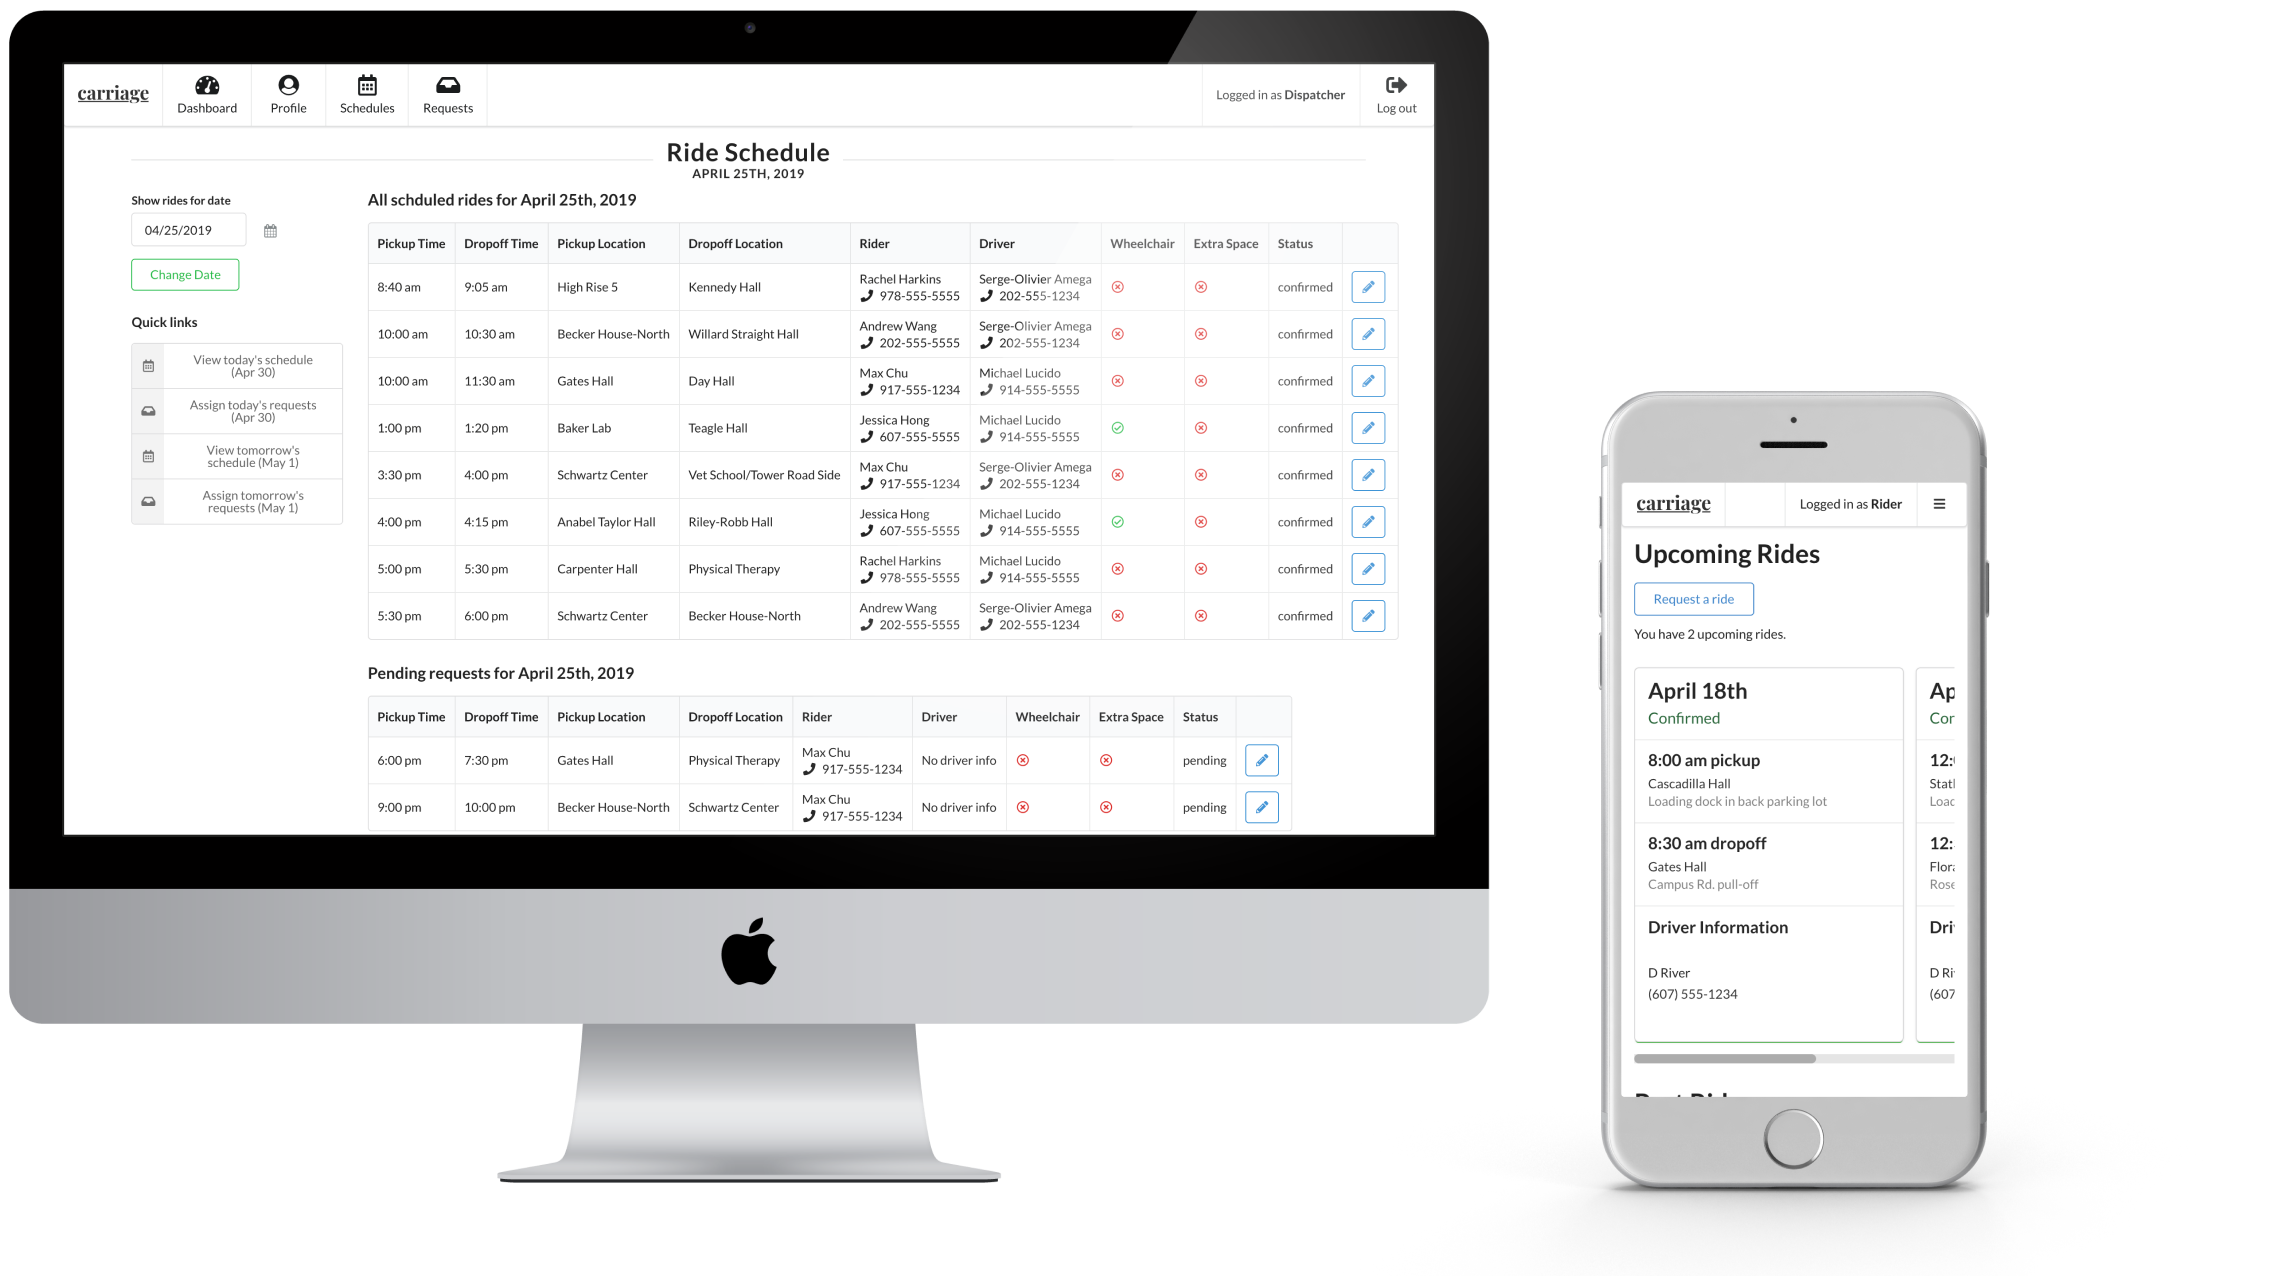 carriage
Dashboard
Profile
Schedules
Requests
Logged in as Dispatcher
Log out
Ride Schedule
APRIL 25TH, 2019
Show rides for date
04/25/2019
Change Date
Quick links
View today's schedule
(Apr 30)
Assign today's requests
(Apr 30)
View tomorrow's
schedule (May 1)
Assign tomorrow's
requests (May 1)
All schduled rides for April 25th, 2019
Pickup Time Dropoff Time Pickup Location Dropoff Location Rider Driver Wheelchair Extra Space Status
8:40 am 9:05 am High Rise 5 Kennedy Hall Rachel Harkins 978-555-5555 Serge-Olivier Amega 202-555-1234 confirmed
10:00 am 10:30 am Becker House-North Willard Straight Hall Andrew Wang 202-555-5555 Serge-Olivier Amega 202-555-1234 confirmed
10:00 am 11:30 am Gates Hall Day Hall Max Chu 917-555-1234 Michael Lucido 914-555-5555 confirmed
1:00 pm 1:20 pm Baker Lab Teagle Hall Jessica Hong 607-555-5555 Michael Lucido 914-555-5555 confirmed
3:30 pm 4:00 pm Schwartz Center Vet School/Tower Road Side Max Chu 917-555-1234 Serge-Olivier Amega 202-555-1234 confirmed
4:00 pm 4:15 pm Anabel Taylor Hall Riley-Robb Hall Jessica Hong 607-555-5555 Michael Lucido 914-555-5555 confirmed
5:00 pm 5:30 pm Carpenter Hall Physical Therapy Rachel Harkins 978-555-5555 Michael Lucido 914-555-5555 confirmed
5:30 pm 6:00 pm Schwartz Center Becker House-North Andrew Wang 202-555-5555 Serge-Olivier Amega 202-555-1234 confirmed
Pending requests for April 25th, 2019
Pickup Time Dropoff Time Pickup Location Dropoff Location Rider Driver Wheelchair Extra Space Status
6:00 pm 7:30 pm Gates Hall Physical Therapy Max Chu 917-555-1234 No driver info pending
9:00 pm 10:00 pm Becker House-North Schwartz Center Max Chu 917-555-1234 No driver info pending
carriage
Logged in as Rider
Upcoming Rides
Request a ride
You have 2 upcoming rides.
April 18th
Confirmed
8:00 am pickup
Cascadilla Hall
Loading dock in back parking lot
8:30 am dropoff
Gates Hall
Campus Rd. pull-off
Driver Information
D River
(607) 555-1234